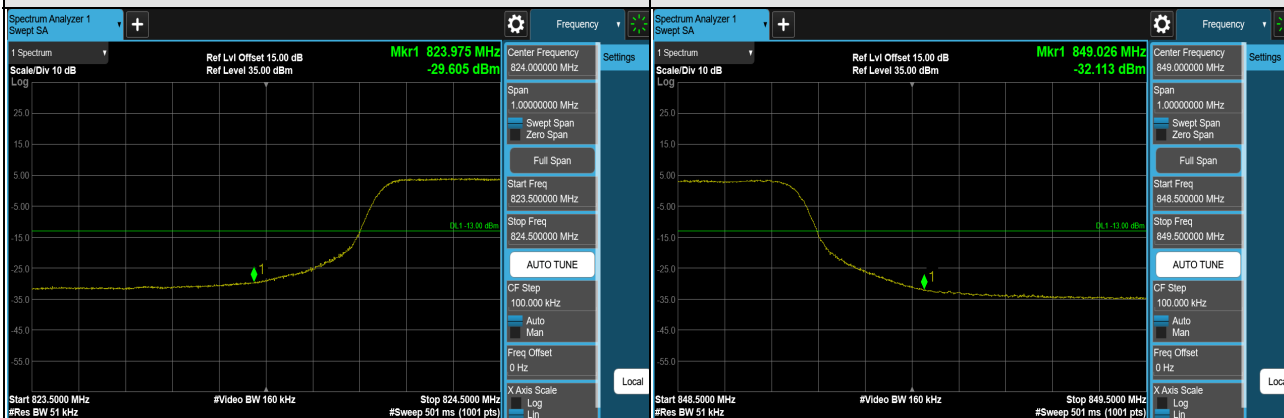 Spectrum Analyzer 1
Swept SA
+
Frequency
1 Spectrum
Scale/Div 10 dB
Log
Ref Lvl Offset 15.00 dB
Ref Level 35.00 dBm
Mkr1 823.975 MHz
-29.605 dBm
25.0
15.0
5.00
-5.00
-15.0
-25.0
-35.0
-45.0
-55.0
DL1 -13.00 dBm
1
Start 823.5000 MHz
#Res BW 51 kHz
#Video BW 160 kHz
Stop 824.5000 MHz
#Sweep 501 ms (1001 pts)
Center Frequency
824.000000 MHz
Settings
Span
1.00000000 MHz
Swept Span
Zero Span
Full Span
Start Freq
823.500000 MHz
Stop Freq
824.500000 MHz
AUTO TUNE
CF Step
100.000 kHz
Auto
Man
Freq Offset
0 Hz
X Axis Scale
Log
Lin
Local
Spectrum Analyzer 1
Swept SA
+
Frequency
1 Spectrum
Scale/Div 10 dB
Log
Ref Lvl Offset 15.00 dB
Ref Level 35.00 dBm
Mkr1 849.026 MHz
-32.113 dBm
25.0
15.0
5.00
-5.00
-15.0
-25.0
-35.0
-45.0
-55.0
DL1 -13.00 dBm
1
Start 848.5000 MHz
#Res BW 51 kHz
#Video BW 160 kHz
Stop 849.5000 MHz
#Sweep 501 ms (1001 pts)
Center Frequency
849.000000 MHz
Settings
Span
1.00000000 MHz
Swept Span
Zero Span
Full Span
Start Freq
848.500000 MHz
Stop Freq
849.500000 MHz
AUTO TUNE
CF Step
100.000 kHz
Auto
Man
Freq Offset
0 Hz
X Axis Scale
Log
Lin